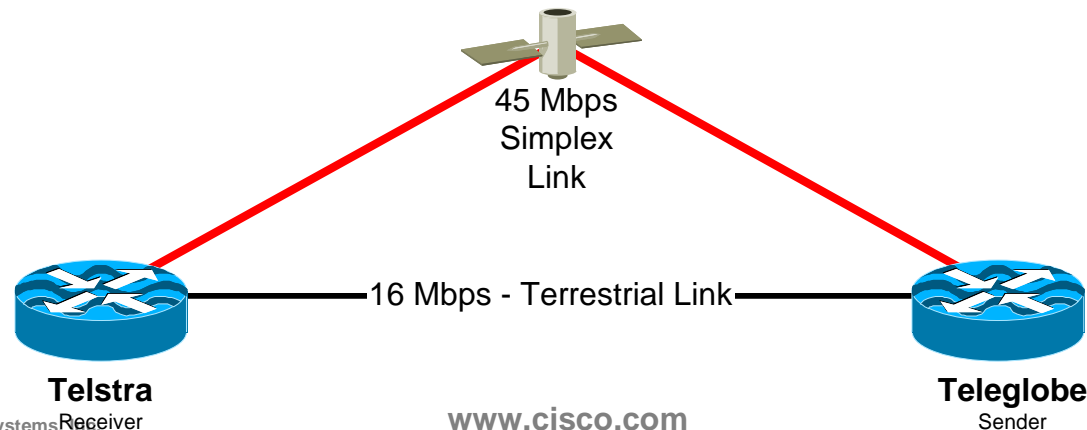 45 Mbps
Simplex
Link
16 Mbps - Terrestrial Link
Telstra
Receiver
Teleglobe
Sender
www.cisco.com